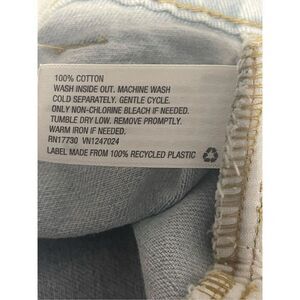 100% COTTON
WASH INSIDE OUT. MACHINE WASH
COLD SEPARATELY. GENTLE CYCLE.
ONLY NON-CHLORINE BLEACH IF NEEDED.
TUMBLE DRY LOW. REMOVE PROMPTLY.
WARM IRON IF NEEDED.
RN17730 VN1247024
LABEL MADE FROM 100% RECYCLED PLASTIC